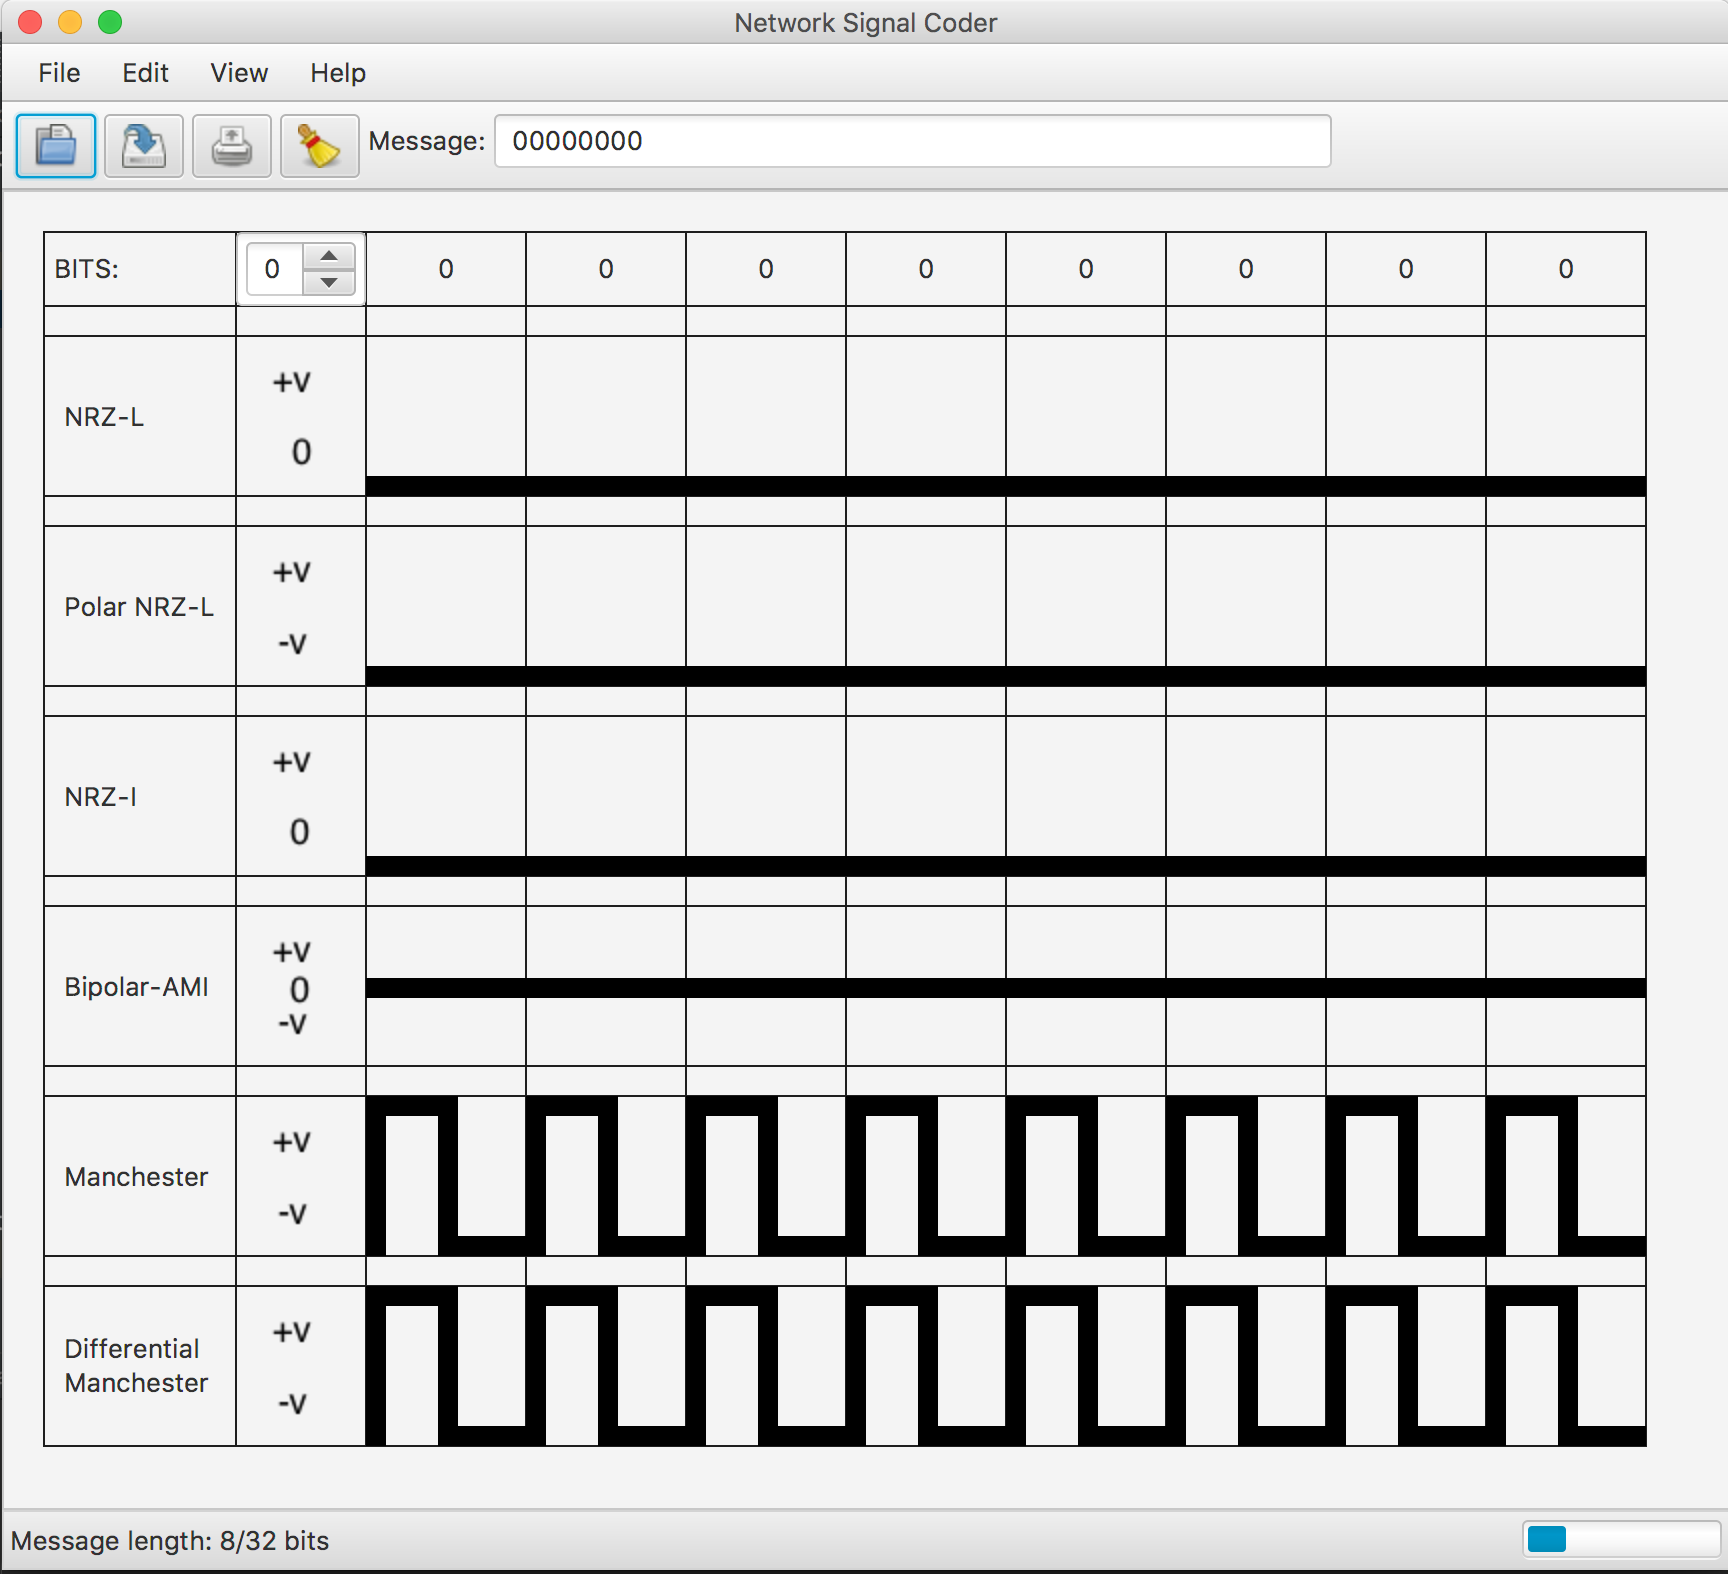 Network Signal Coder
File Edit View Help
Message: 00000000
BITS: 0 0 0 0 0 0 0 0 0
NRZ-L
+V
0
Polar NRZ-L
+V
-V
NRZ-I
+V
0
Bipolar-AMI
+V
0
-V
Manchester
+V
-V
Differential
Manchester
+V
-V
Message length: 8/32 bits